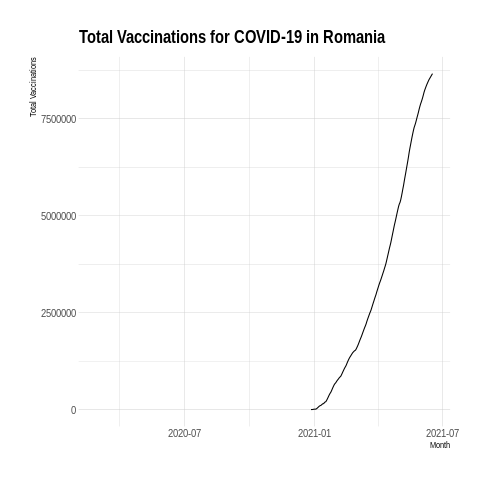 Total Vaccinations for COVID-19 in Romania
Total Vaccinations
7500000
5000000
2500000
0
2020-07
2021-01
2021-07
Month